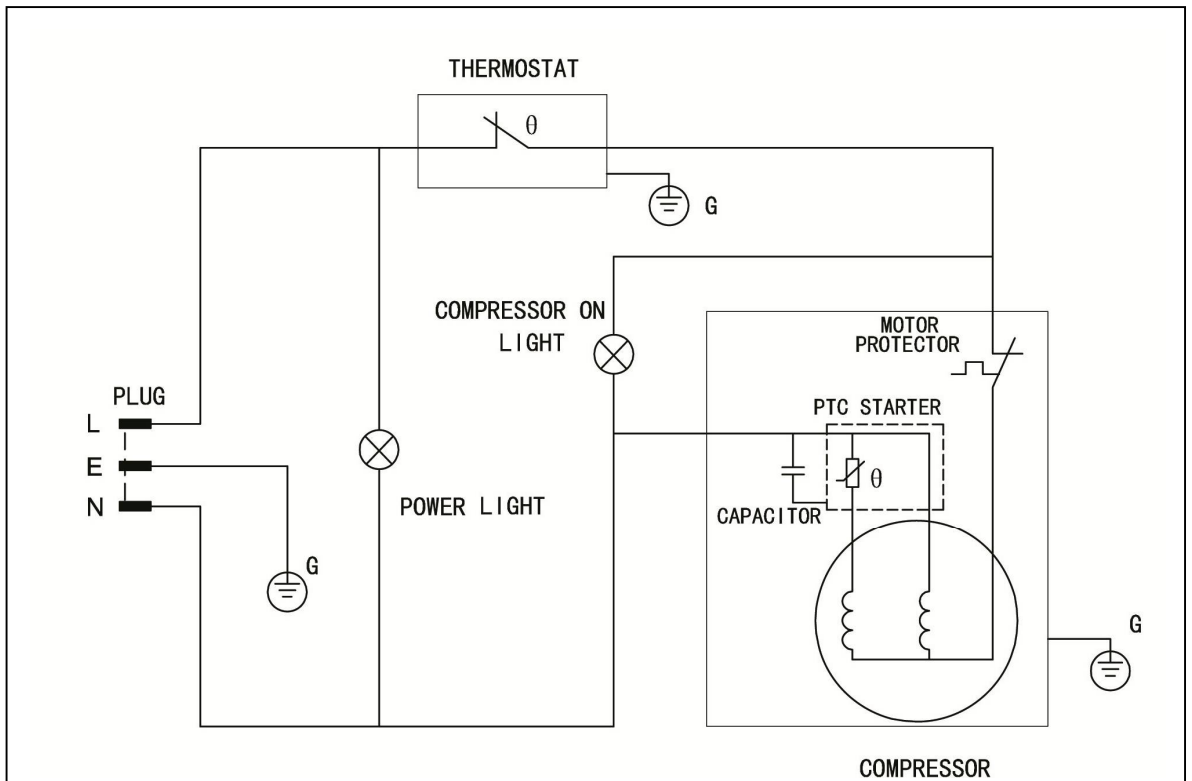 THERMOSTAT
θ
G
COMPRESSOR ON
LIGHT
MOTOR
PROTECTOR
PLUG
L
E
N
PTC STARTER
θ
CAPACITOR
POWER LIGHT
G
G
COMPRESSOR